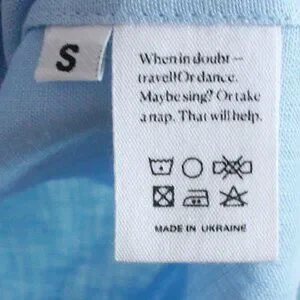 S
When in doubt —
travel! Or dance.
Maybe sing? Or take
a nap. That will help.
MADE IN UKRAINE